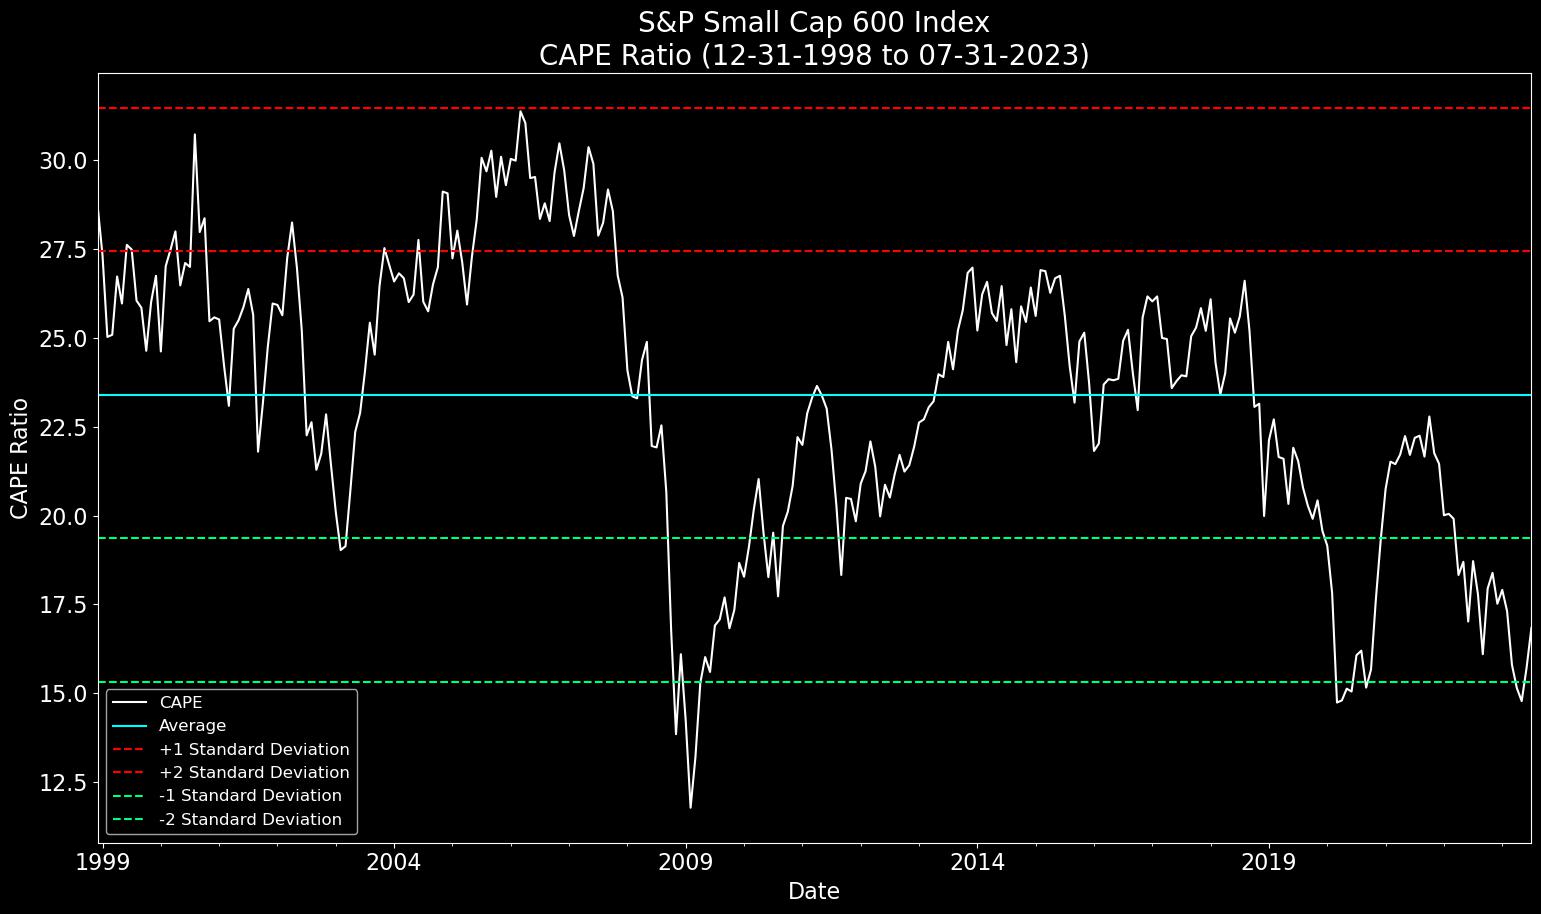 S&P Small Cap 600 Index
CAPE Ratio (12-31-1998 to 07-31-2023)
CAPE Ratio
30.0
27.5
25.0
22.5
20.0
17.5
15.0
12.5
CAPE
Average
+1 Standard Deviation
+2 Standard Deviation
-1 Standard Deviation
-2 Standard Deviation
1999
2004
2009
2014
2019
Date